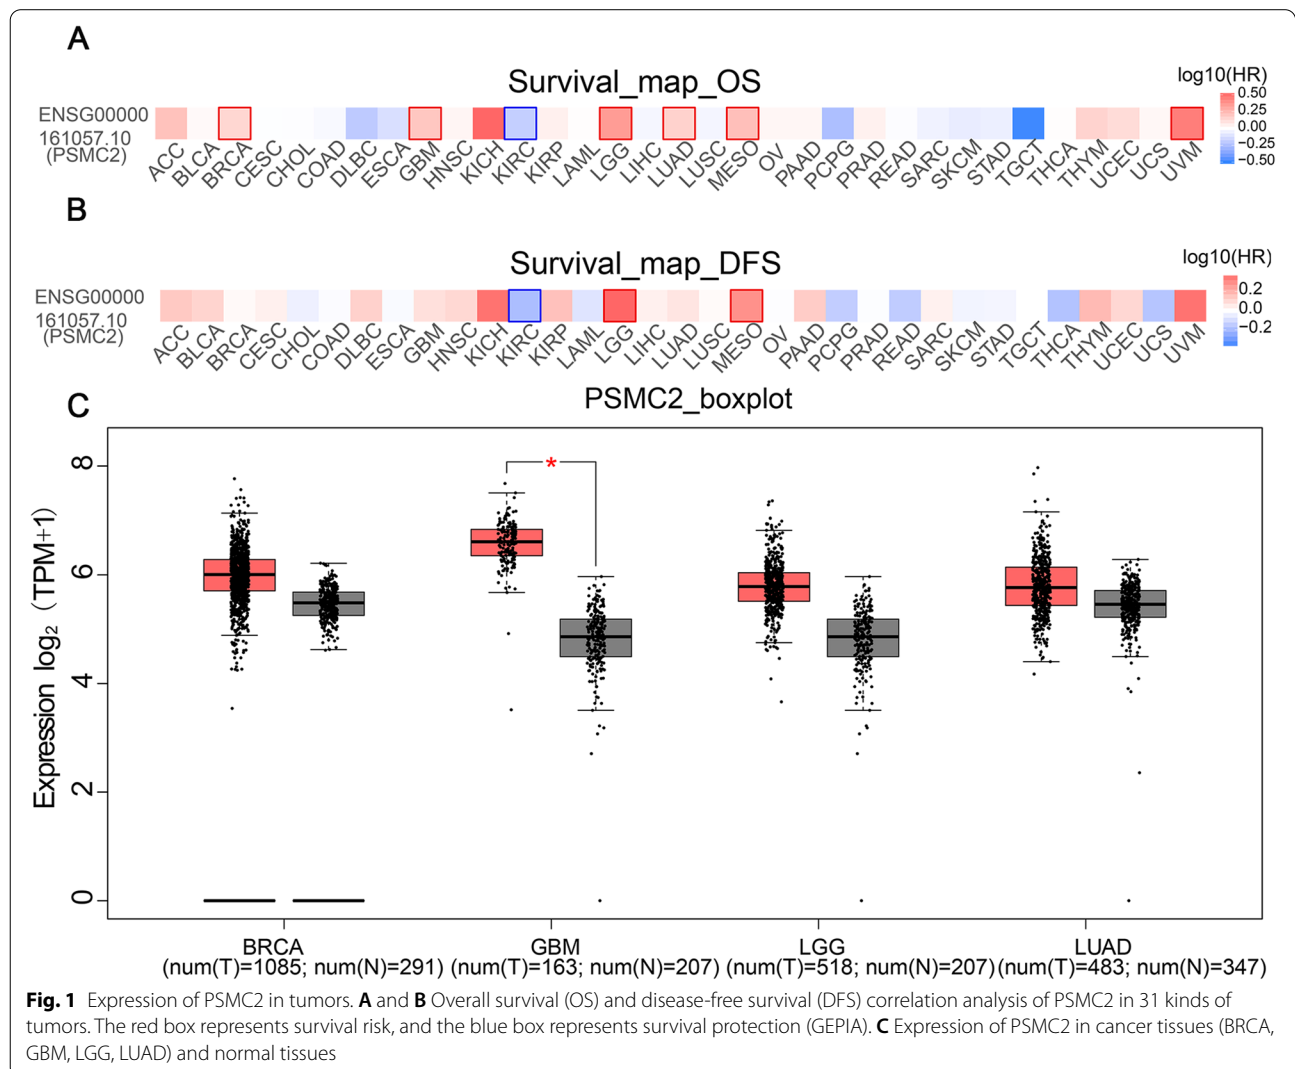 A
Survival_map_OS
log10(HR)
ENSG00000
161057.10
(PSMC2)
0.50
0.25
0.00
−0.25
−0.50
ACC BLCA BRCA CESC CHOL COAD DLBC ESCA GBM HNSC KICH KIRC KIRP LAML LGG LIHC LUAD LUSC MESO OV PAAD PCPG PRAD READ SARC SKCM STAD TGCT THCA THYM UCEC UCS UVM
B
Survival_map_DFS
log10(HR)
ENSG00000
161057.10
(PSMC2)
0.2
0.0
−0.2
ACC BLCA BRCA CESC CHOL COAD DLBC ESCA GBM HNSC KICH KIRC KIRP LAML LGG LIHC LUAD LUSC MESO OV PAAD PCPG PRAD READ SARC SKCM STAD TGCT THCA THYM UCEC UCS UVM
C
PSMC2_boxplot
Expression log₂ (TPM+1)
8
6
4
2
0
*
BRCA GBM LGG LUAD
(num(T)=1085; num(N)=291) (num(T)=163; num(N)=207) (num(T)=518; num(N)=207) (num(T)=483; num(N)=347)
Fig. 1 Expression of PSMC2 in tumors. A and B Overall survival (OS) and disease-free survival (DFS) correlation analysis of PSMC2 in 31 kinds of
tumors. The red box represents survival risk, and the blue box represents survival protection (GEPIA). C Expression of PSMC2 in cancer tissues (BRCA,
GBM, LGG, LUAD) and normal tissues